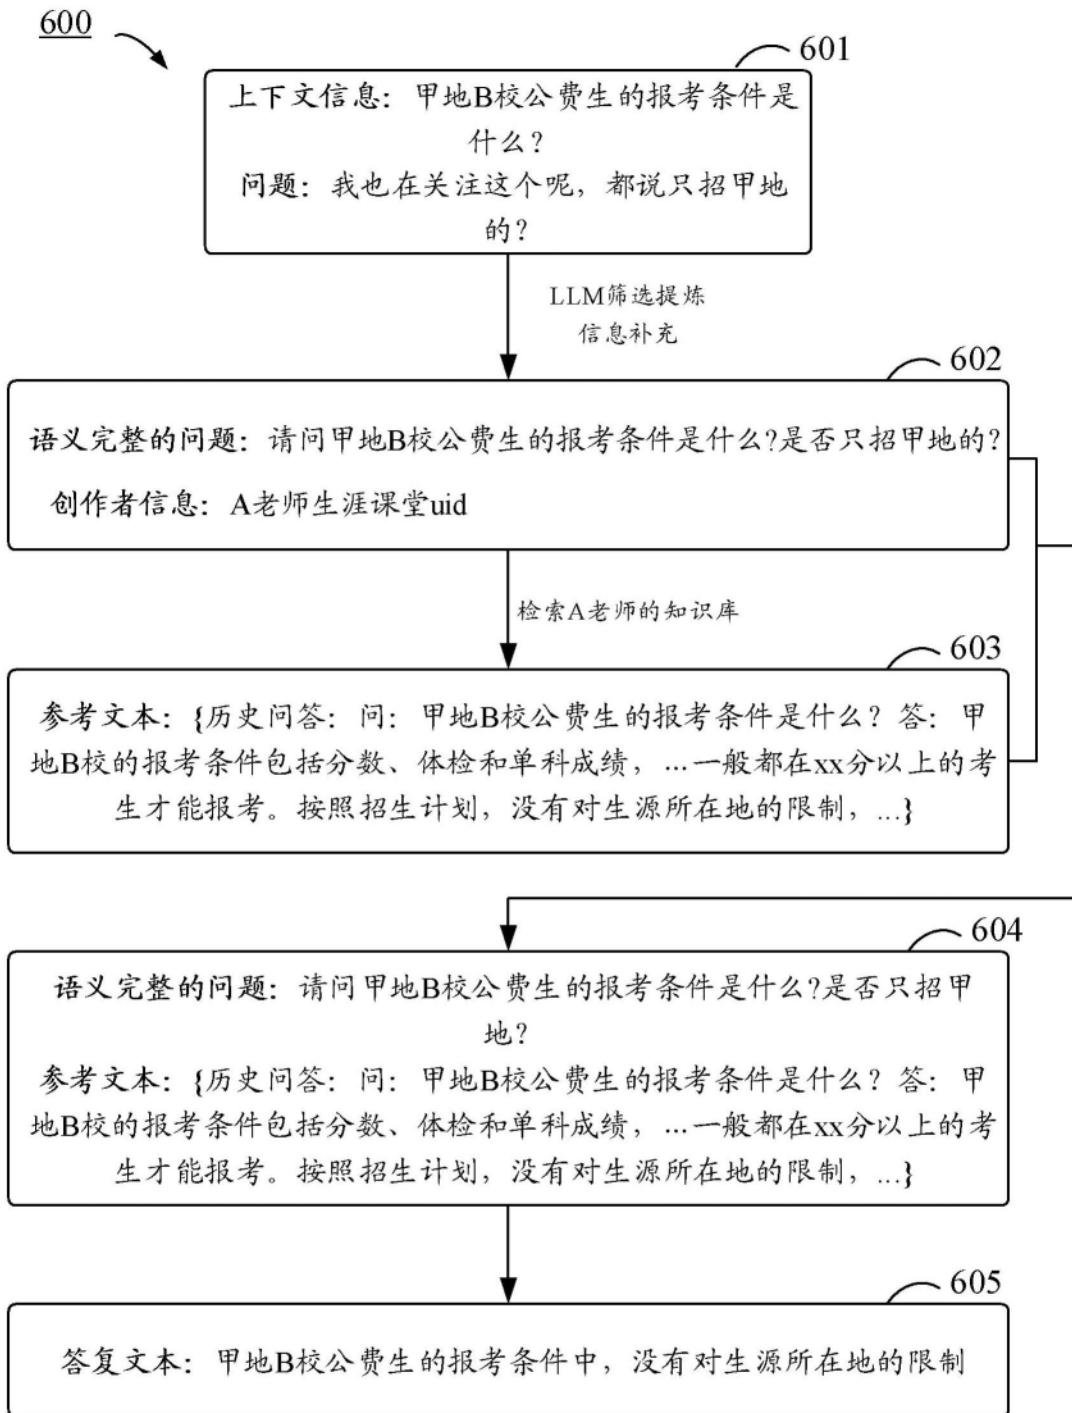 600
601
上下文信息：甲地B校公费生的报考条件是
什么？
问题：我也在关注这个呢，都说只招甲地
的？
LLM筛选提炼
信息补充
602
语义完整的问题：请问甲地B校公费生的报考条件是什么?是否只招甲地的?
创作者信息：A老师生涯课堂uid
检索A老师的知识库
603
参考文本：{历史问答：问：甲地B校公费生的报考条件是什么？答：甲
地B校的报考条件包括分数、体检和单科成绩，...一般都在xx分以上的考
生才能报考。按照招生计划，没有对生源所在地的限制，...}
604
语义完整的问题：请问甲地B校公费生的报考条件是什么?是否只招甲
地?
参考文本：{历史问答：问：甲地B校公费生的报考条件是什么？答：甲
地B校的报考条件包括分数、体检和单科成绩，...一般都在xx分以上的考
生才能报考。按照招生计划，没有对生源所在地的限制，...}
605
答复文本：甲地B校公费生的报考条件中，没有对生源所在地的限制